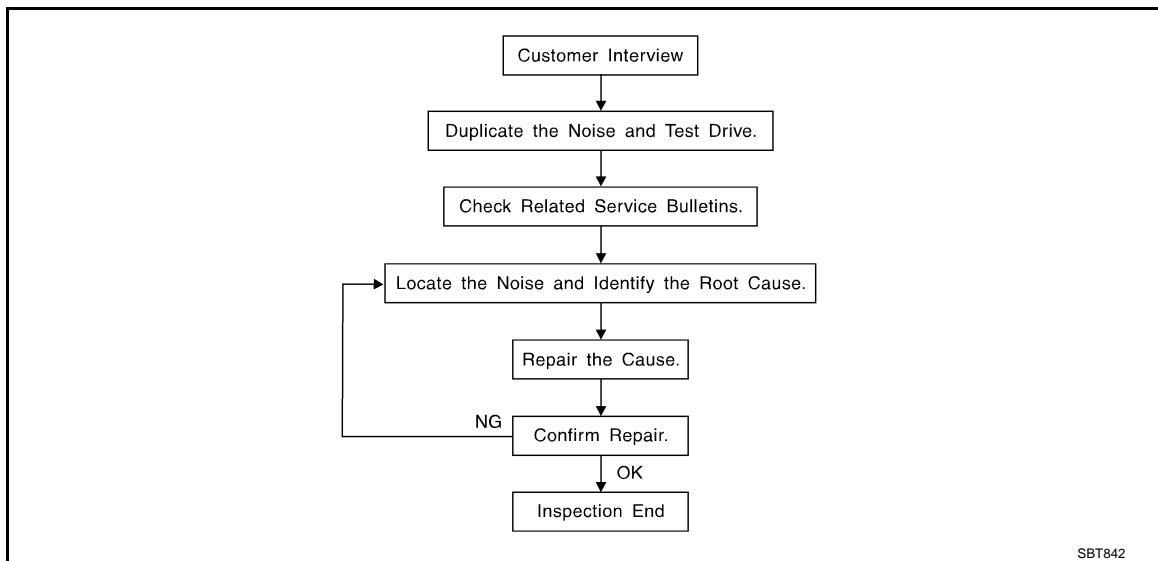 Customer Interview
Duplicate the Noise and Test Drive.
Check Related Service Bulletins.
Locate the Noise and Identify the Root Cause.
Repair the Cause.
NG
Confirm Repair.
OK
Inspection End
SBT842